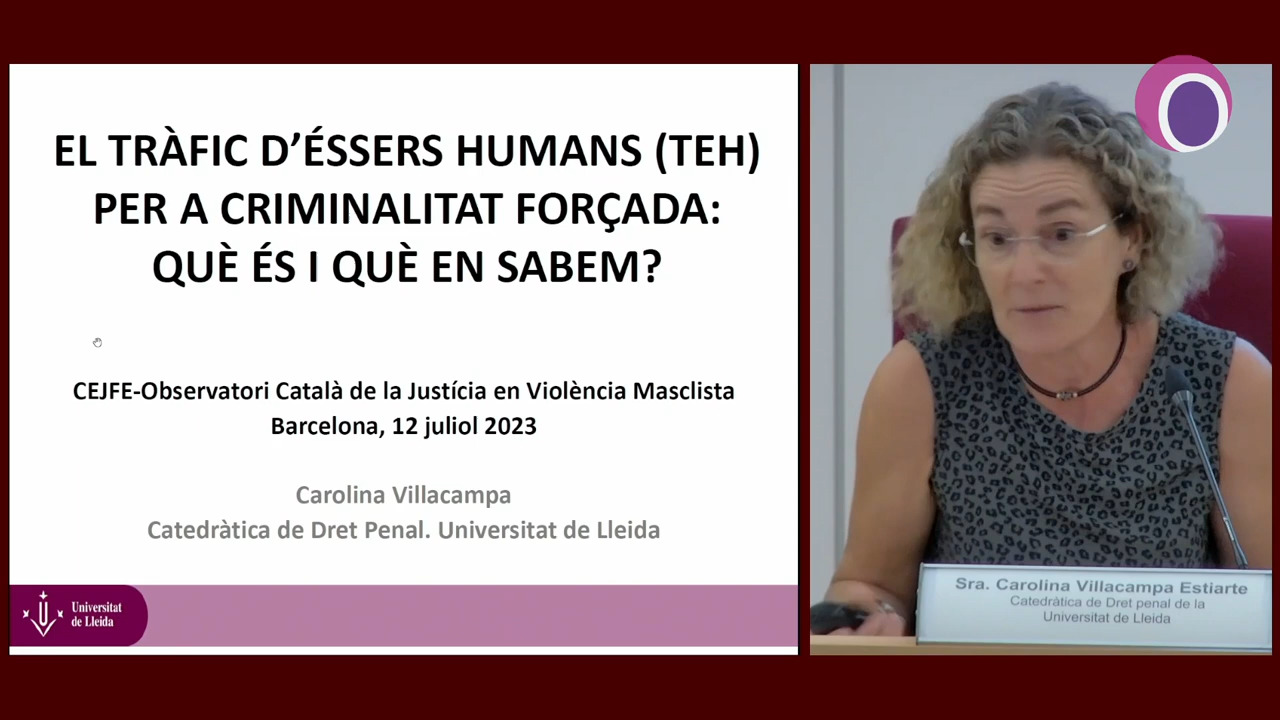 EL TRÀFIC D’ÉSSERS HUMANS (TEH)
PER A CRIMINALITAT FORÇADA:
QUÈ ÉS I QUÈ EN SABEM?
CEJFE-Observatori Català de la Justícia en Violència Masclista
Barcelona, 12 juliol 2023
Carolina Villacampa
Catedràtica de Dret Penal. Universitat de Lleida
Universitat
de Lleida
Sra. Carolina Villacampa Estiarte
Catedràtica de Dret penal de la
Universitat de Lleida